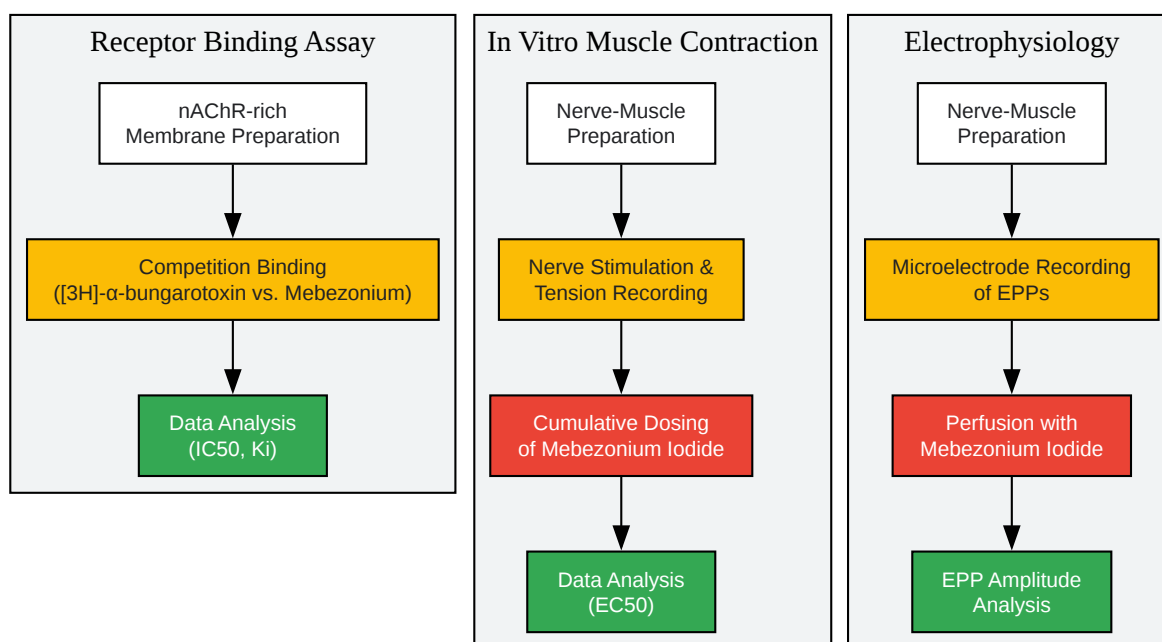 Receptor Binding Assay
nAChR-rich
Membrane Preparation
Competition Binding
([3H]-α-bungarotoxin vs. Mebezonium)
Data Analysis
(IC50, Ki)
In Vitro Muscle Contraction
Nerve-Muscle
Preparation
Nerve Stimulation &
Tension Recording
Cumulative Dosing
of Mebezonium Iodide
Data Analysis
(EC50)
Electrophysiology
Nerve-Muscle
Preparation
Microelectrode Recording
of EPPs
Perfusion with
Mebezonium Iodide
EPP Amplitude
Analysis